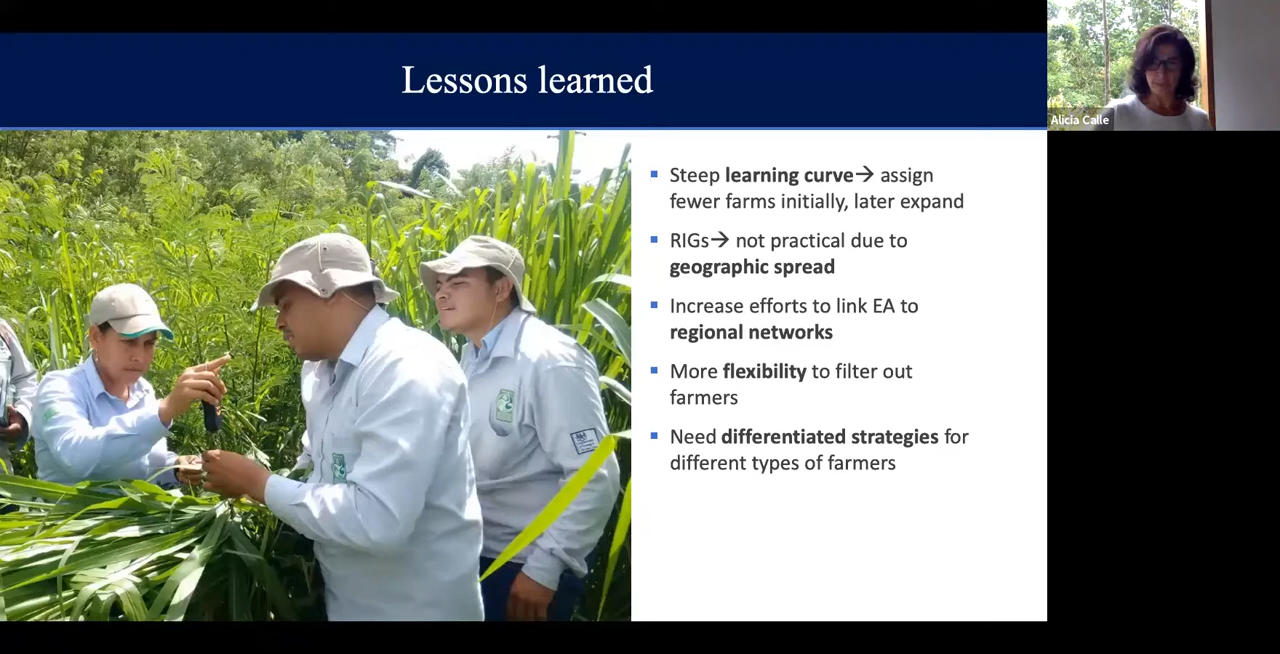 Lessons learned
Alicia Calle
▪ Steep learning curve→ assign
fewer farms initially, later expand
▪ RIGs→ not practical due to
geographic spread
▪ Increase efforts to link EA to
regional networks
▪ More flexibility to filter out
farmers
▪ Need differentiated strategies for
different types of farmers